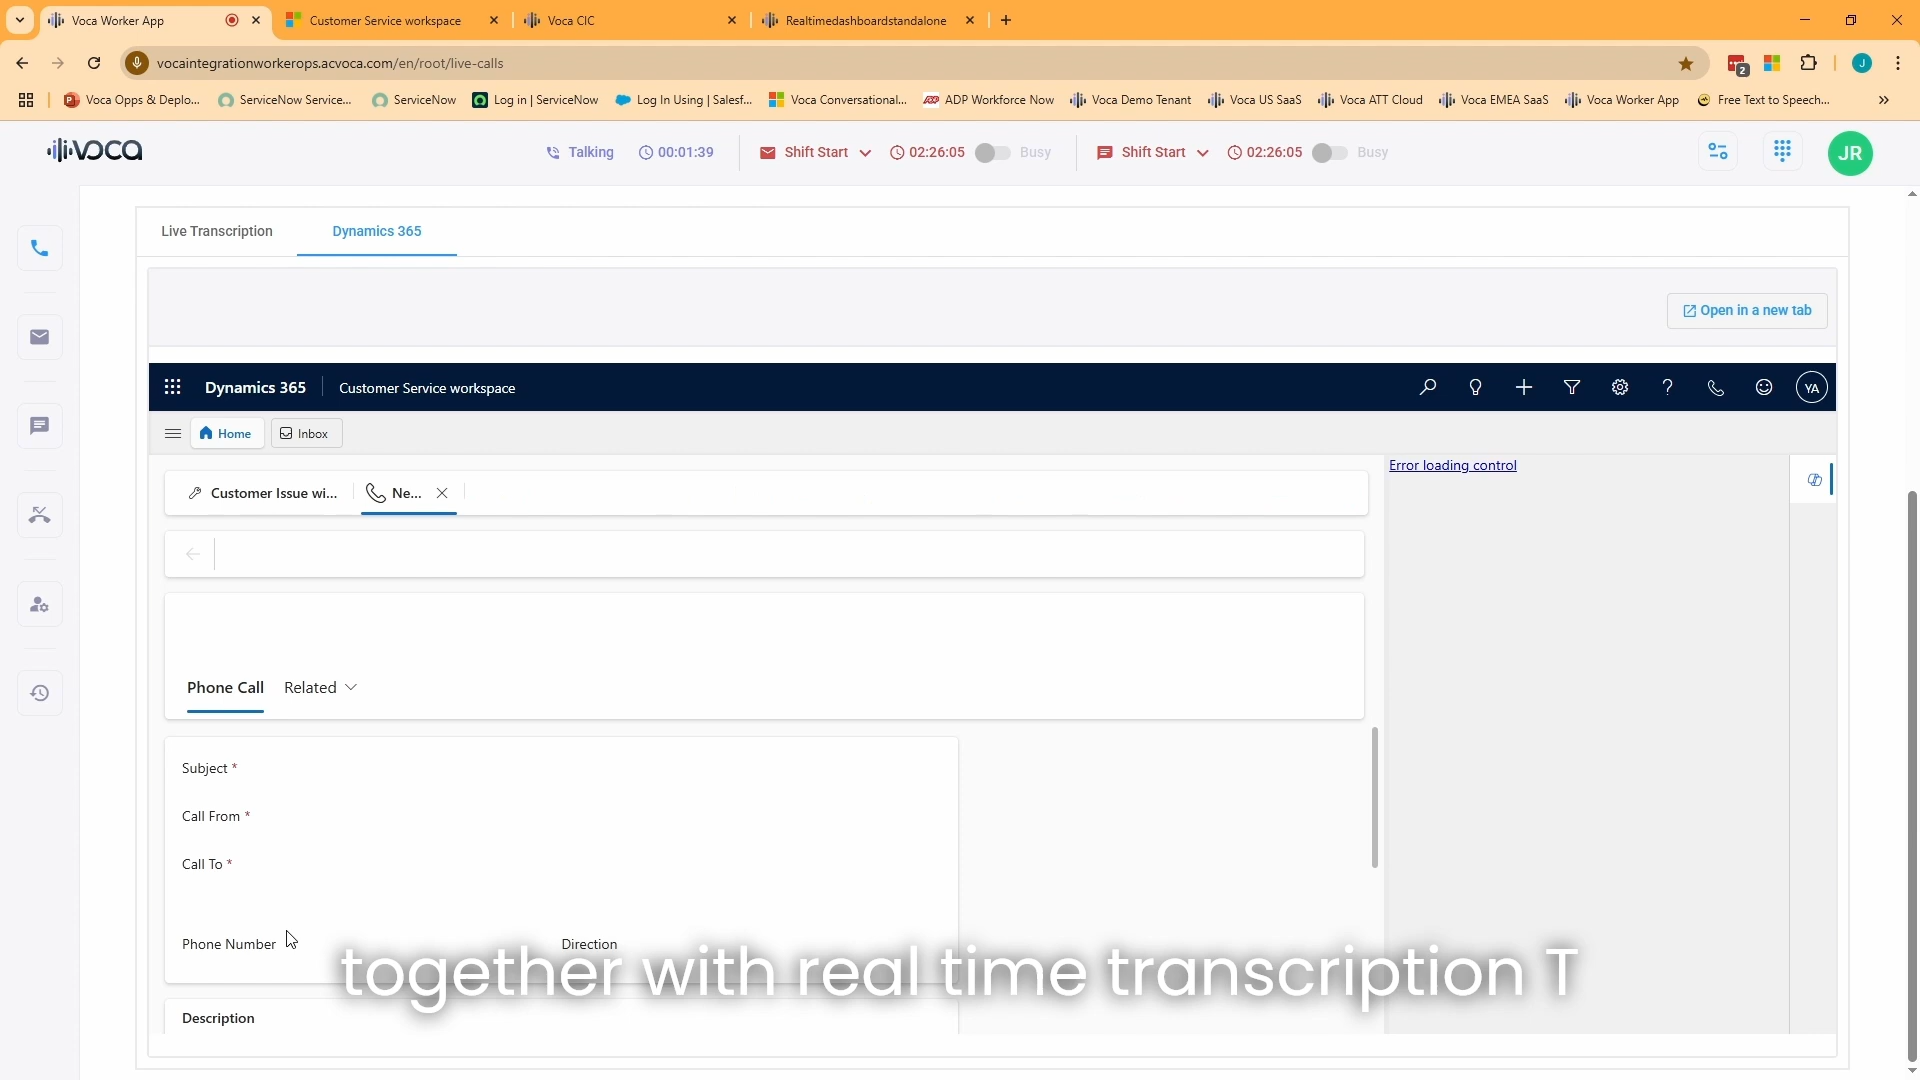 Voca Worker App
Customer Service workspace
Voca CIC
Realtimedashboardstandalone
vocaintegrationworkerops.acvoca.com/en/root/live-calls
2
J
Voca Opps & Deplo...
ServiceNow Service...
ServiceNow
Log in | ServiceNow
Log In Using | Salesf...
Voca Conversational...
ADP Workforce Now
Voca Demo Tenant
Voca US SaaS
Voca ATT Cloud
Voca EMEA SaaS
Voca Worker App
Free Text to Speech...
VOCA
Talking
00:01:39
Shift Start
02:26:05
Busy
Shift Start
02:26:05
Busy
JR
Live Transcription
Dynamics 365
Open in a new tab
Dynamics 365
Customer Service workspace
YA
Home
Inbox
Error loading control
Customer Issue wi...
Ne...
Phone Call
Related
Subject *
Call From *
Call To *
Phone Number
Direction
together with real time transcription T
Description